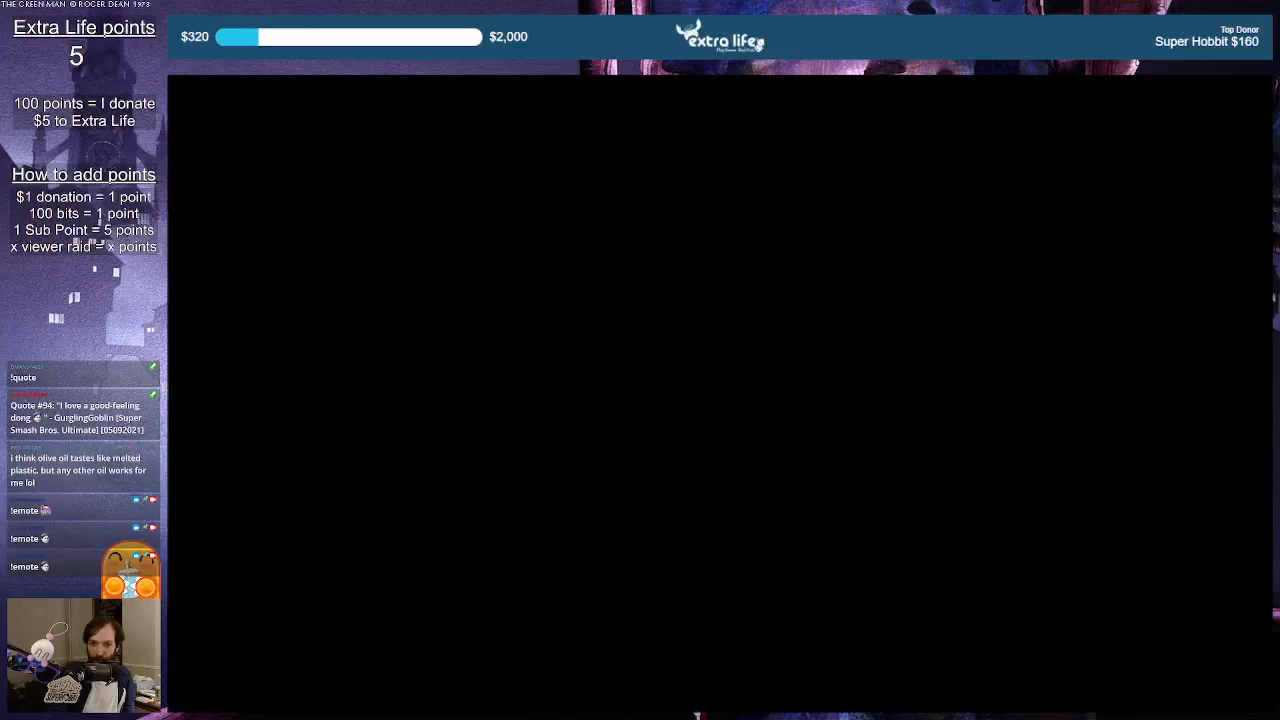 THE GREEN MAN © ROGER DEAN 1973
Extra Life points
5
100 points = I donate
$5 to Extra Life
How to add points
$1 donation = 1 point
100 bits = 1 point
1 Sub Point = 5 points
x viewer raid = x points
$320
$2,000
extra life
Top Donor
Super Hobbit $160
!quote
Quote #94: "I love a good-feeling
dong " - GurglingGoblin [Super
Smash Bros. Ultimate] [05092021]
i think olive oil tastes like melted
plastic, but any other oil works for
me lol
!emote
!emote
!emote